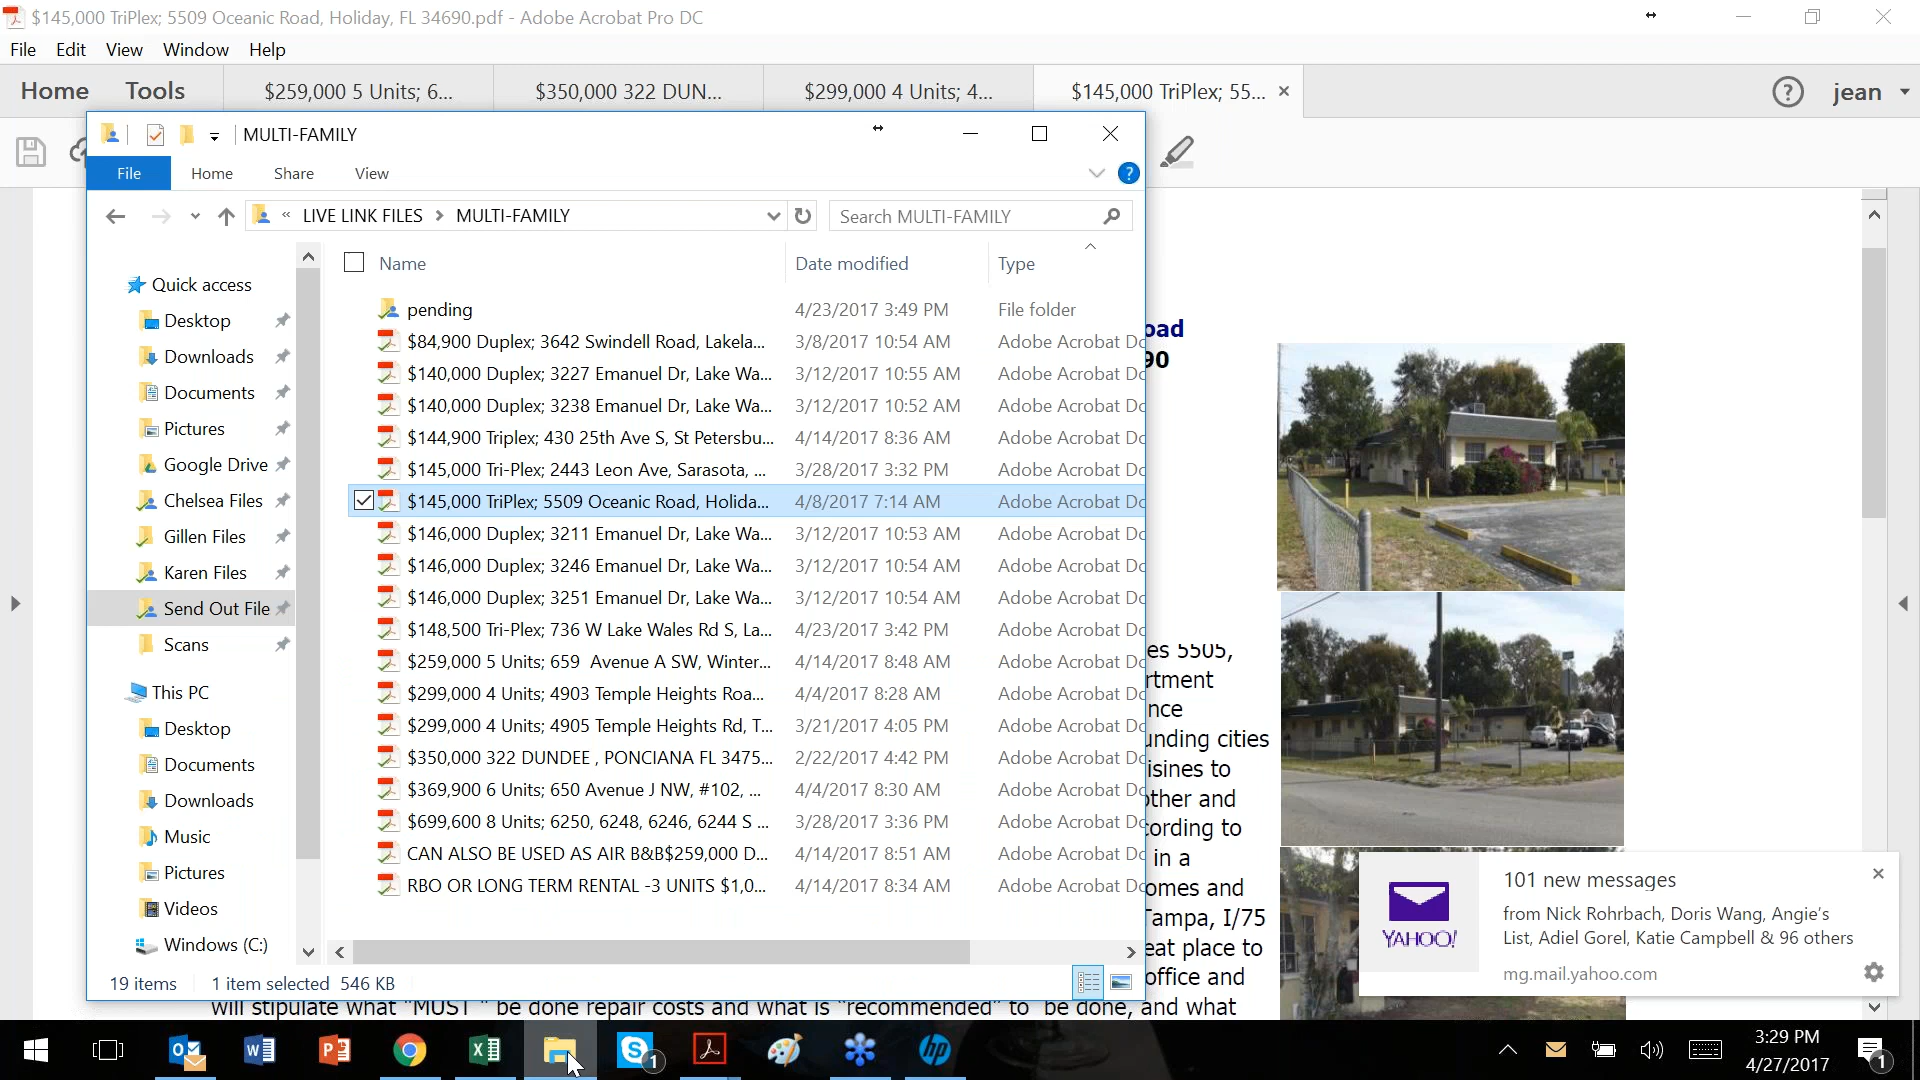 $145,000 TriPlex; 5509 Oceanic Road, Holiday, FL 34690.pdf - Adobe Acrobat Pro DC
File Edit View Window Help
Home Tools $259,000 5 Units; 6... $350,000 322 DUN... $299,000 4 Units; 4... $145,000 TriPlex; 55... jean
MULTI-FAMILY
File Home Share View
« LIVE LINK FILES > MULTI-FAMILY Search MULTI-FAMILY
Name Date modified Type
Quick access
Desktop
Downloads
Documents
Pictures
Google Drive
Chelsea Files
Gillen Files
Karen Files
Send Out File
Scans
This PC
Desktop
Documents
Downloads
Music
Pictures
Videos
Windows (C:)
pending 4/23/2017 3:49 PM File folder
$84,900 Duplex; 3642 Swindell Road, Lakela... 3/8/2017 10:54 AM Adobe Acrobat Dc
$140,000 Duplex; 3227 Emanuel Dr, Lake Wa... 3/12/2017 10:55 AM Adobe Acrobat Dc
$140,000 Duplex; 3238 Emanuel Dr, Lake Wa... 3/12/2017 10:52 AM Adobe Acrobat Dc
$144,900 Triplex; 430 25th Ave S, St Petersbu... 4/14/2017 8:36 AM Adobe Acrobat Dc
$145,000 Tri-Plex; 2443 Leon Ave, Sarasota, ... 3/28/2017 3:32 PM Adobe Acrobat Dc
$145,000 TriPlex; 5509 Oceanic Road, Holida... 4/8/2017 7:14 AM Adobe Acrobat Dc
$146,000 Duplex; 3211 Emanuel Dr, Lake Wa... 3/12/2017 10:53 AM Adobe Acrobat Dc
$146,000 Duplex; 3246 Emanuel Dr, Lake Wa... 3/12/2017 10:54 AM Adobe Acrobat Dc
$146,000 Duplex; 3251 Emanuel Dr, Lake Wa... 3/12/2017 10:54 AM Adobe Acrobat Dc
$148,500 Tri-Plex; 736 W Lake Wales Rd S, La... 4/23/2017 3:42 PM Adobe Acrobat Dc
$259,000 5 Units; 659 Avenue A SW, Winter... 4/14/2017 8:48 AM Adobe Acrobat Dc
$299,000 4 Units; 4903 Temple Heights Roa... 4/4/2017 8:28 AM Adobe Acrobat Dc
$299,000 4 Units; 4905 Temple Heights Rd, T... 3/21/2017 4:05 PM Adobe Acrobat Dc
$350,000 322 DUNDEE , PONCIANA FL 3475... 2/22/2017 4:42 PM Adobe Acrobat Dc
$369,900 6 Units; 650 Avenue J NW, #102, ... 4/4/2017 8:30 AM Adobe Acrobat Dc
$699,600 8 Units; 6250, 6248, 6246, 6244 S ... 3/28/2017 3:36 PM Adobe Acrobat Dc
CAN ALSO BE USED AS AIR B&B$259,000 D... 4/14/2017 8:51 AM Adobe Acrobat Dc
RBO OR LONG TERM RENTAL -3 UNITS $1,0... 4/14/2017 8:34 AM Adobe Acrobat Dc
19 items 1 item selected 546 KB
oad
90
es 5505,
rtment
nce
unding cities
isines to
other and
cording to
in a
omes and
Tampa, I/75
eat place to
office and
will stipulate what "MUST " be done repair costs and what is "recommended" to be done, and what
101 new messages
YAHOO!
from Nick Rohrbach, Doris Wang, Angie's
List, Adiel Gorel, Katie Campbell & 96 others
mg.mail.yahoo.com
1
3:29 PM
4/27/2017
1